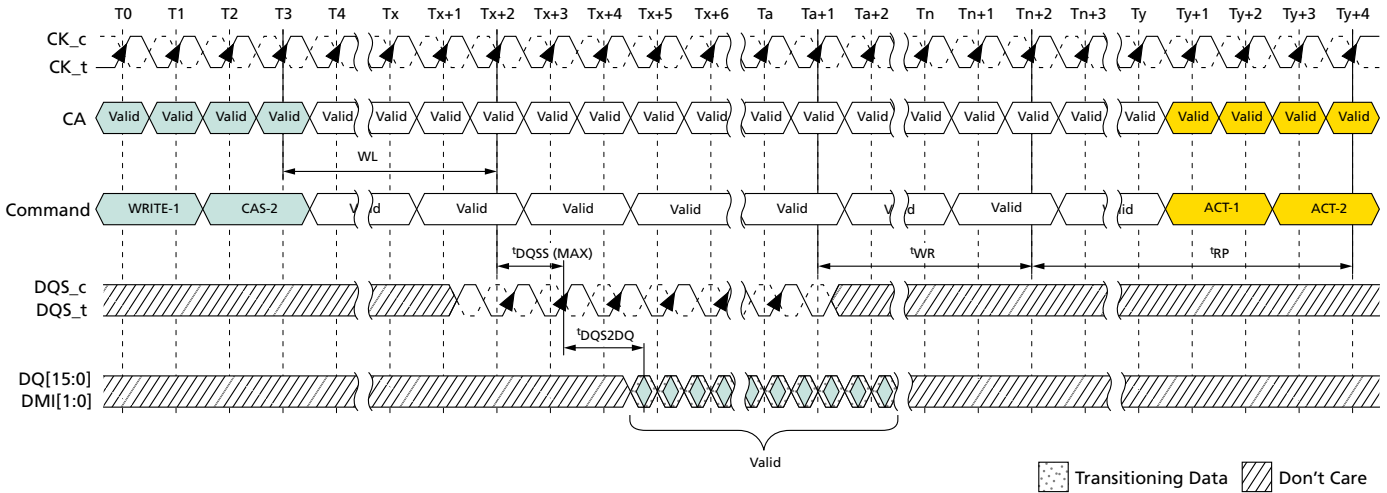 T0 T1 T2 T3 T4 Tx Tx+1 Tx+2 Tx+3 Tx+4 Tx+5 Tx+6 Ta Ta+1 Ta+2 Tn Tn+1 Tn+2 Tn+3 Ty Ty+1 Ty+2 Ty+3 Ty+4
CK_c
CK_t
CA Valid Valid Valid Valid Valid Valid Valid Valid Valid Valid Valid Valid Valid Valid Valid Valid Valid Valid Valid Valid Valid Valid Valid Valid
WL
Command WRITE-1 CAS-2 Valid Valid Valid Valid Valid Valid Valid Valid ACT-1 ACT-2
tDQSS (MAX) tWR tRP
DQS_c
DQS_t
tDQS2DQ
DQ[15:0]
DMI[1:0]
Valid
Transitioning Data Don't Care